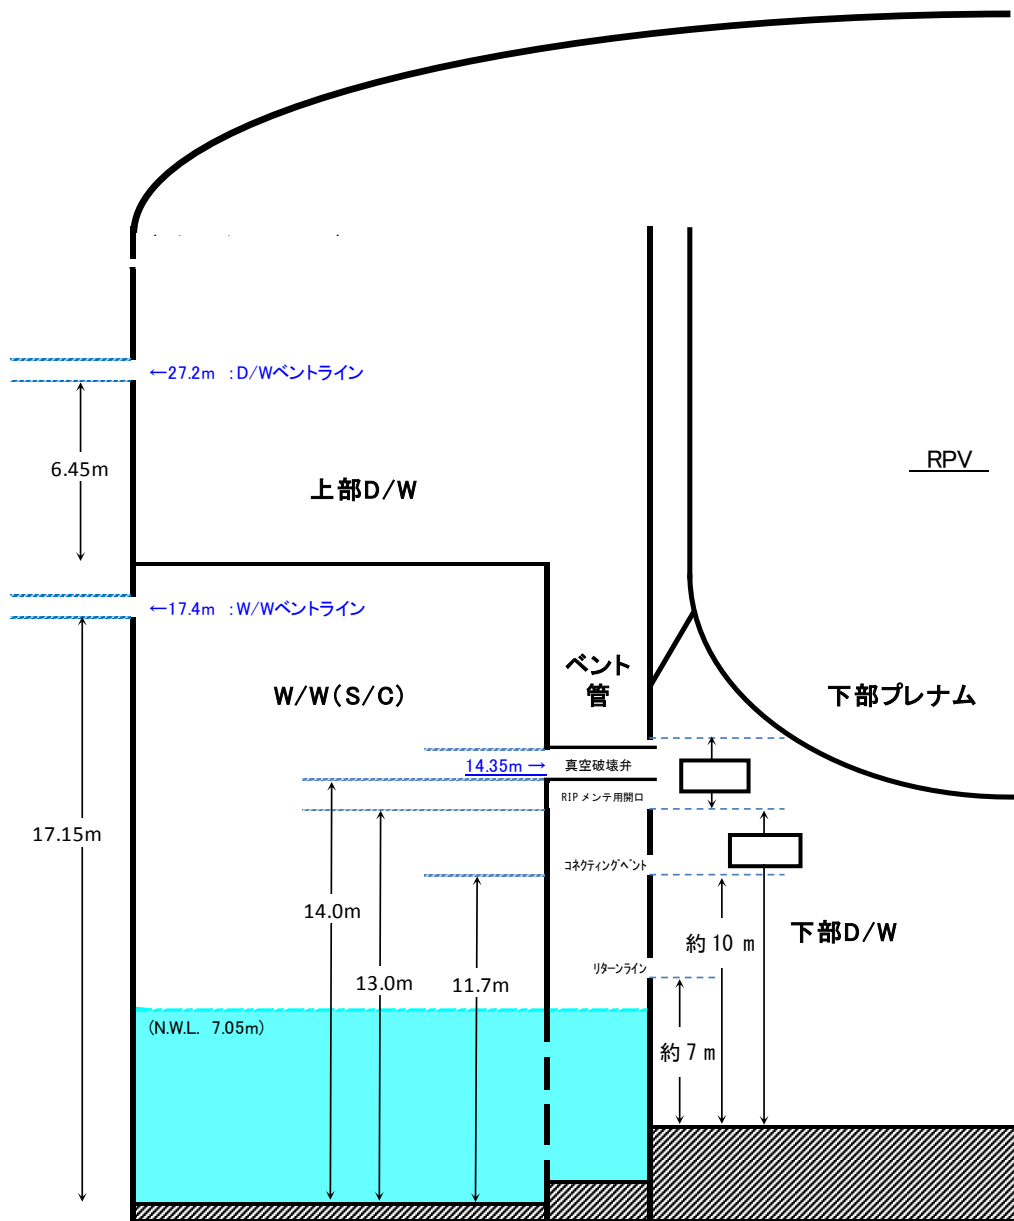 ←27.2m :D/Wベントライン
6.45m
RPV
上部D/W
←17.4m :W/Wベントライン
ベント
管
W/W(S/C)
下部プレナム
14.35m →
真空破壊弁
RIPメンテ用開口
17.15m
コネクティングベント
14.0m
下部D/W
約10 m
リターンライン
13.0m
11.7m
(N.W.L. 7.05m)
約7 m